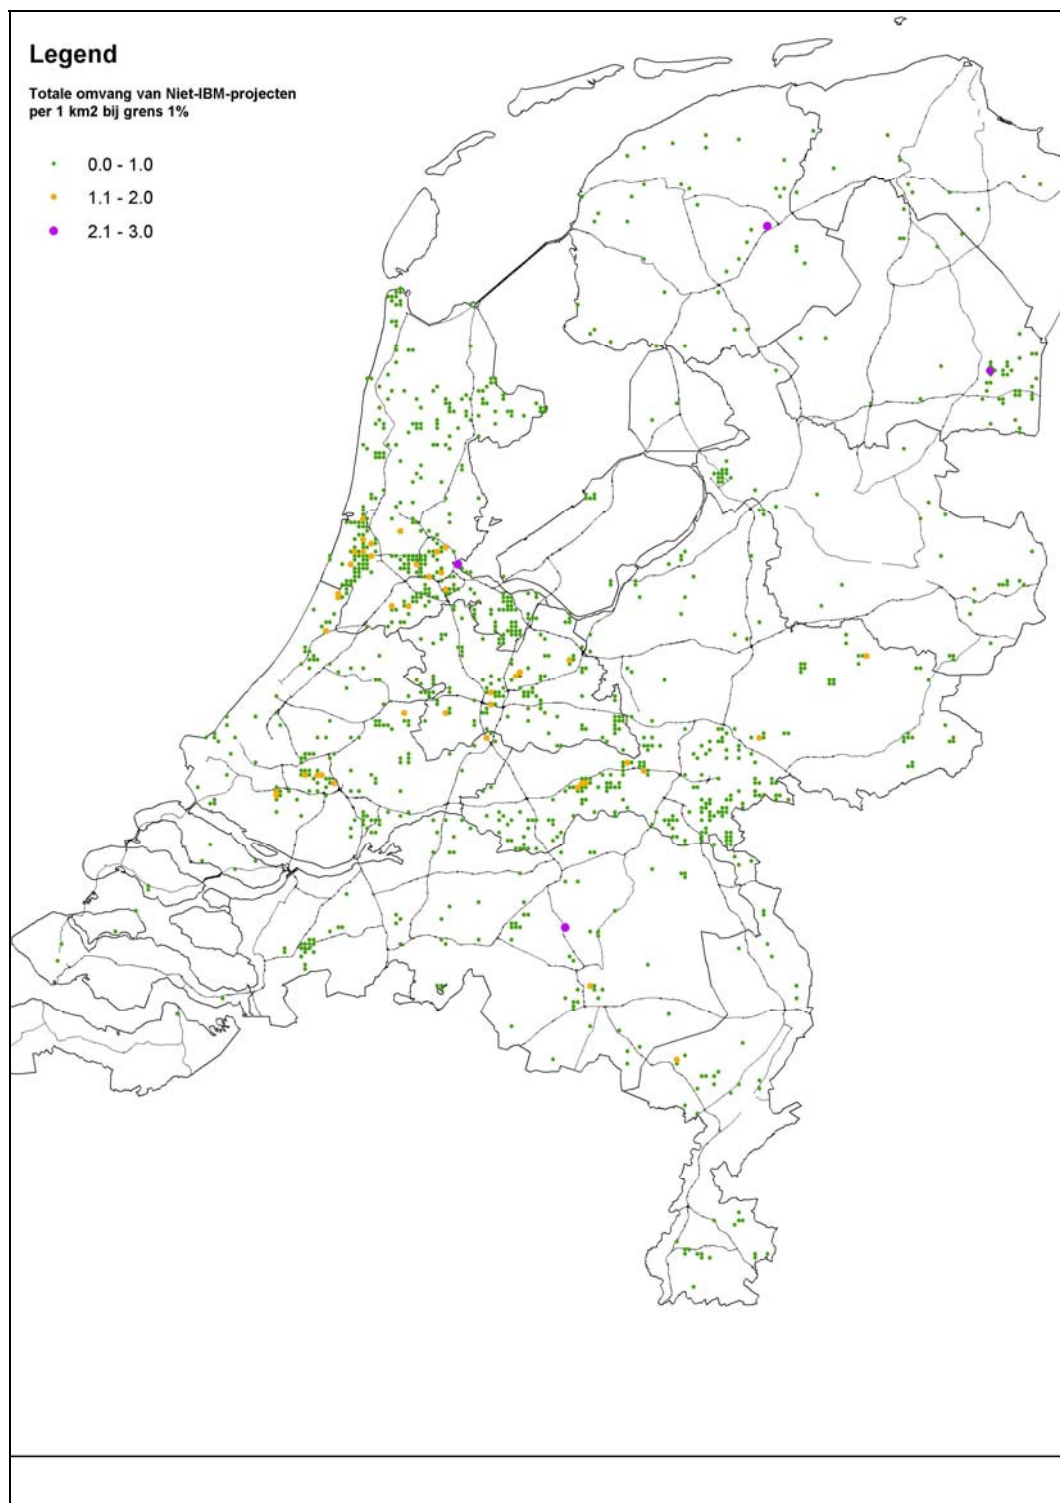 Legend
Totale omvang van Niet-IBM-projecten
per 1 km2 bij grens 1%
0.0 - 1.0
1.1 - 2.0
2.1 - 3.0